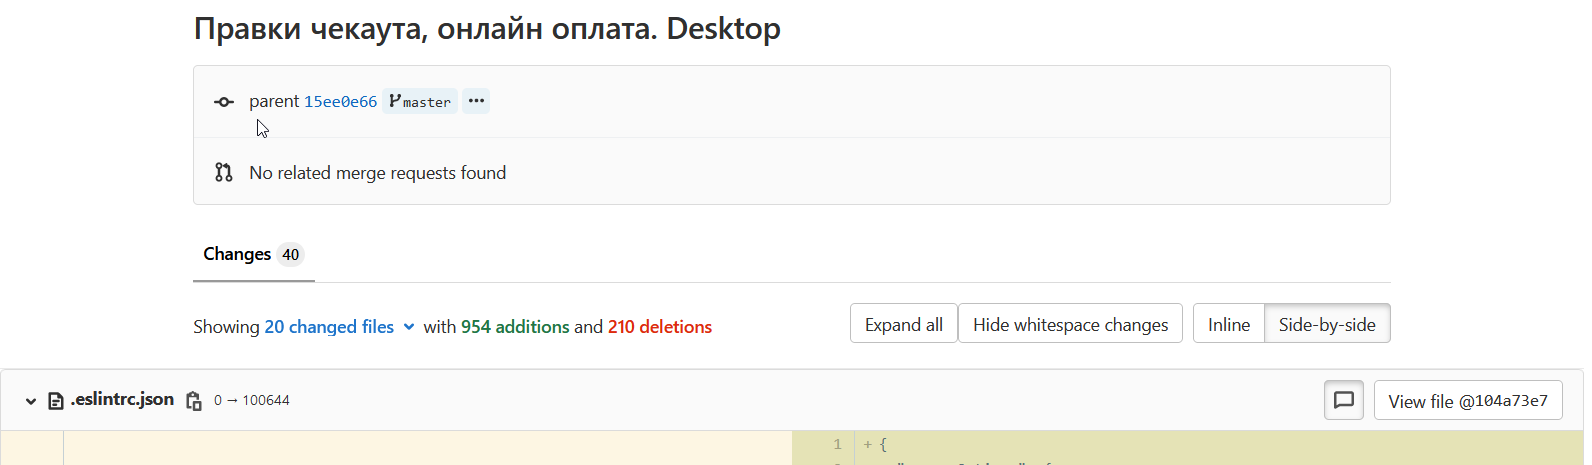 Правки чекаута, онлайн оплата. Desktop
parent 15ee0e66 master ...
No related merge requests found
Changes 40
Showing 20 changed files with 954 additions and 210 deletions
Expand all Hide whitespace changes Inline Side-by-side
.eslintrc.json 0 → 100644 View file @104a73e7
1 + {